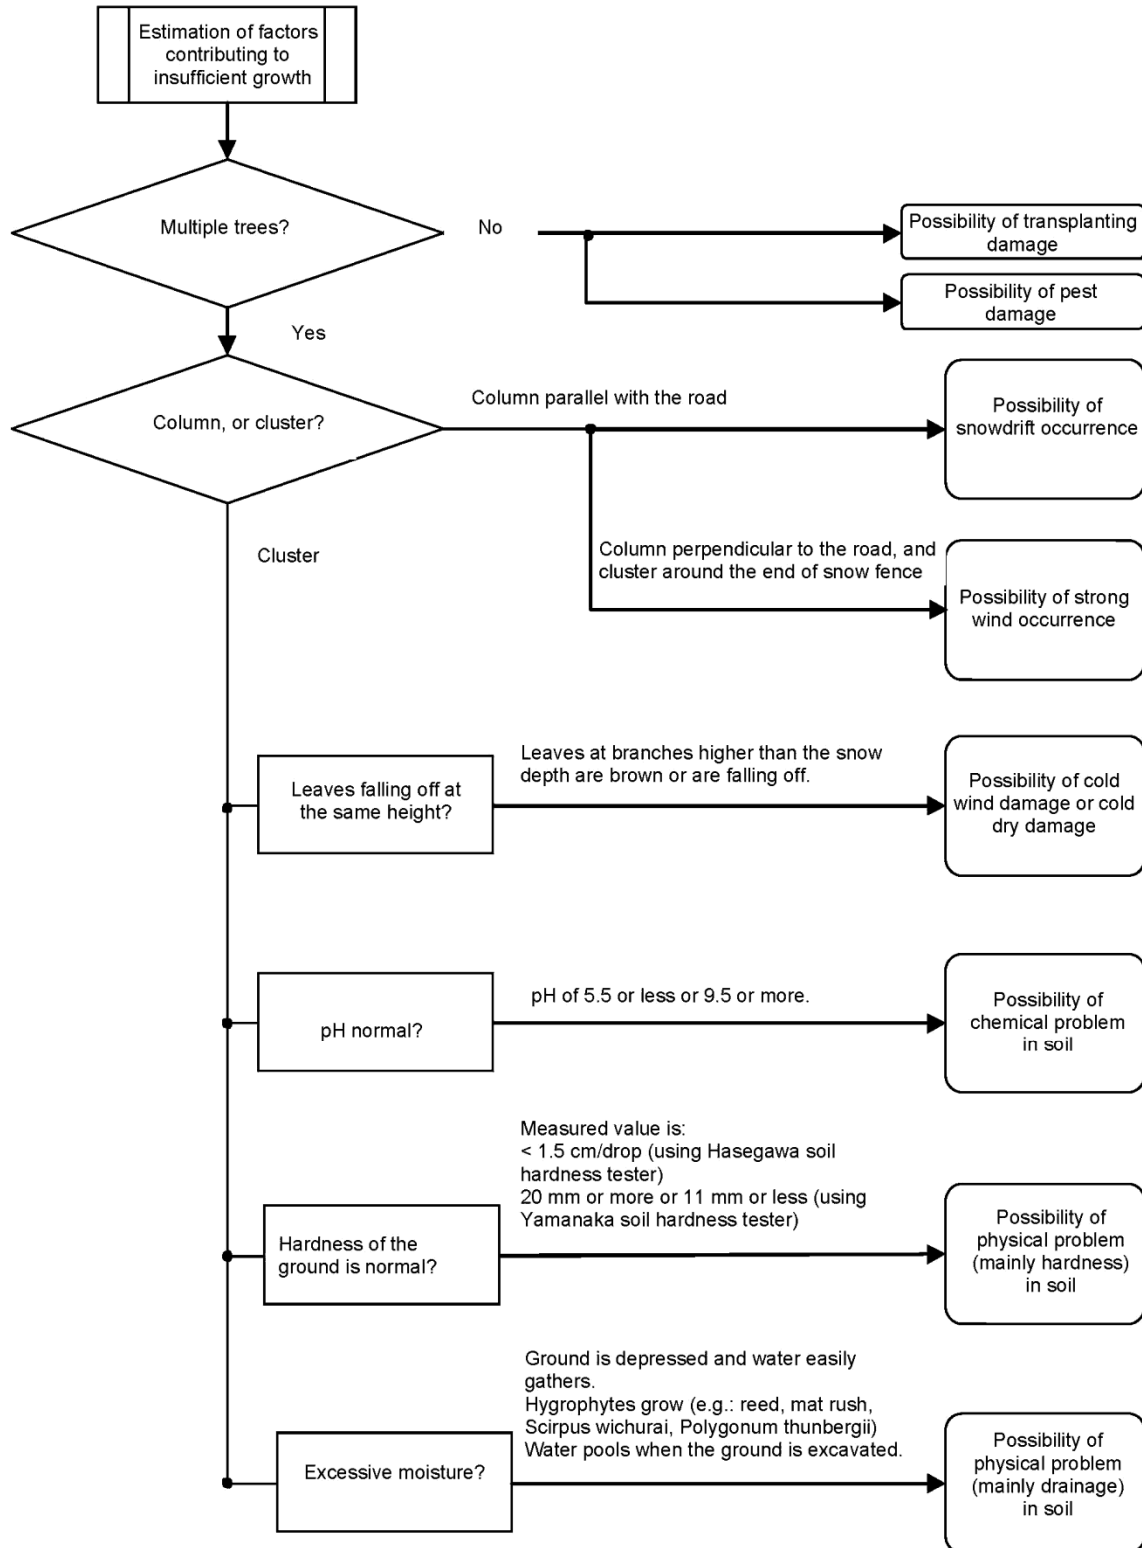 Estimation of factors
contributing to
insufficient growth
Multiple trees?
No
Possibility of transplanting
damage
Possibility of pest
damage
Yes
Column, or cluster?
Column parallel with the road
Possibility of
snowdrift occurrence
Cluster
Column perpendicular to the road, and
cluster around the end of snow fence
Possibility of strong
wind occurrence
Leaves falling off at
the same height?
Leaves at branches higher than the snow
depth are brown or are falling off.
Possibility of cold
wind damage or cold
dry damage
pH normal?
pH of 5.5 or less or 9.5 or more.
Possibility of
chemical problem
in soil
Hardness of the
ground is normal?
Measured value is:
< 1.5 cm/drop (using Hasegawa soil
hardness tester)
20 mm or more or 11 mm or less (using
Yamanaka soil hardness tester)
Possibility of
physical problem
(mainly hardness)
in soil
Excessive moisture?
Ground is depressed and water easily
gathers.
Hygrophytes grow (e.g.: reed, mat rush,
Scirpus wichurai, Polygonum thunbergii)
Water pools when the ground is excavated.
Possibility of
physical problem
(mainly drainage)
in soil